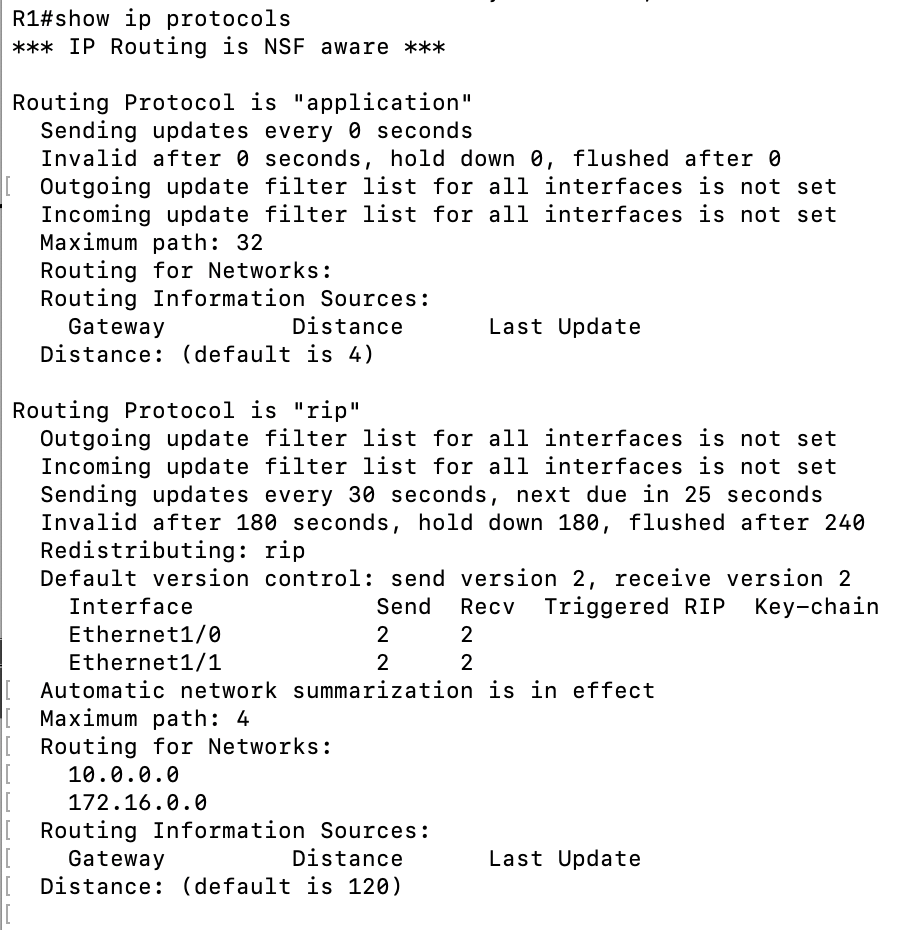 R1#show ip protocols
*** IP Routing is NSF aware ***

Routing Protocol is "application"
  Sending updates every 0 seconds
  Invalid after 0 seconds, hold down 0, flushed after 0
[ Outgoing update filter list for all interfaces is not set
  Incoming update filter list for all interfaces is not set
  Maximum path: 32
  Routing for Networks:
  Routing Information Sources:
    Gateway         Distance      Last Update
  Distance: (default is 4)

Routing Protocol is "rip"
  Outgoing update filter list for all interfaces is not set
  Incoming update filter list for all interfaces is not set
  Sending updates every 30 seconds, next due in 25 seconds
  Invalid after 180 seconds, hold down 180, flushed after 240
  Redistributing: rip
  Default version control: send version 2, receive version 2
    Interface             Send  Recv  Triggered RIP  Key-chain
    Ethernet1/0           2     2
    Ethernet1/1           2     2
[ Automatic network summarization is in effect
[ Maximum path: 4
[ Routing for Networks:
[   10.0.0.0
[   172.16.0.0
[ Routing Information Sources:
[   Gateway         Distance      Last Update
[ Distance: (default is 120)
[